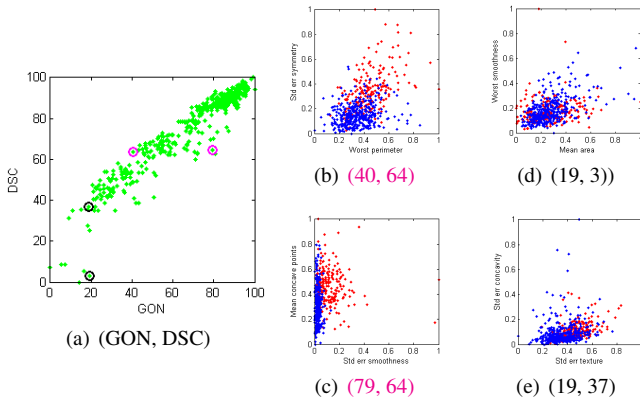 100
80
60
40
20
0
DSC
0 20 40 60 80 100
GON
(a) (GON, DSC)
1
0.8
0.6
0.4
0.2
0
Std err symmetry
0 0.2 0.4 0.6 0.8 1
Worst perimeter
(b) (40, 64)
1
0.8
0.6
0.4
0.2
0
Worst smoothness
0 0.2 0.4 0.6 0.8 1
Mean area
(d) (19, 3))
1
0.8
0.6
0.4
0.2
0
Mean concave points
0 0.2 0.4 0.6 0.8 1
Std err smoothness
(c) (79, 64)
1
0.8
0.6
0.4
0.2
0
Std err concavity
0 0.2 0.4 0.6 0.8 1
Std err texture
(e) (19, 37)